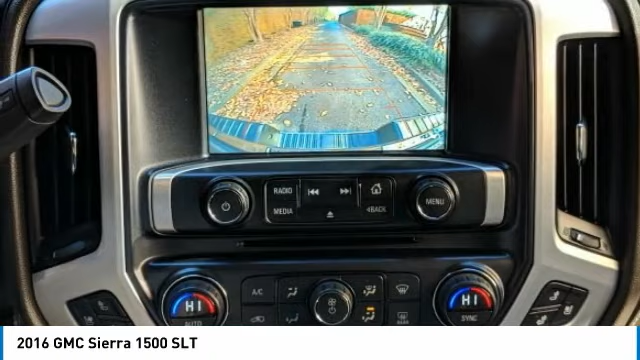 RADIO
MEDIA
MENU
<BACK
HI
AUTO
A/C
HI
SYNC
2016 GMC Sierra 1500 SLT